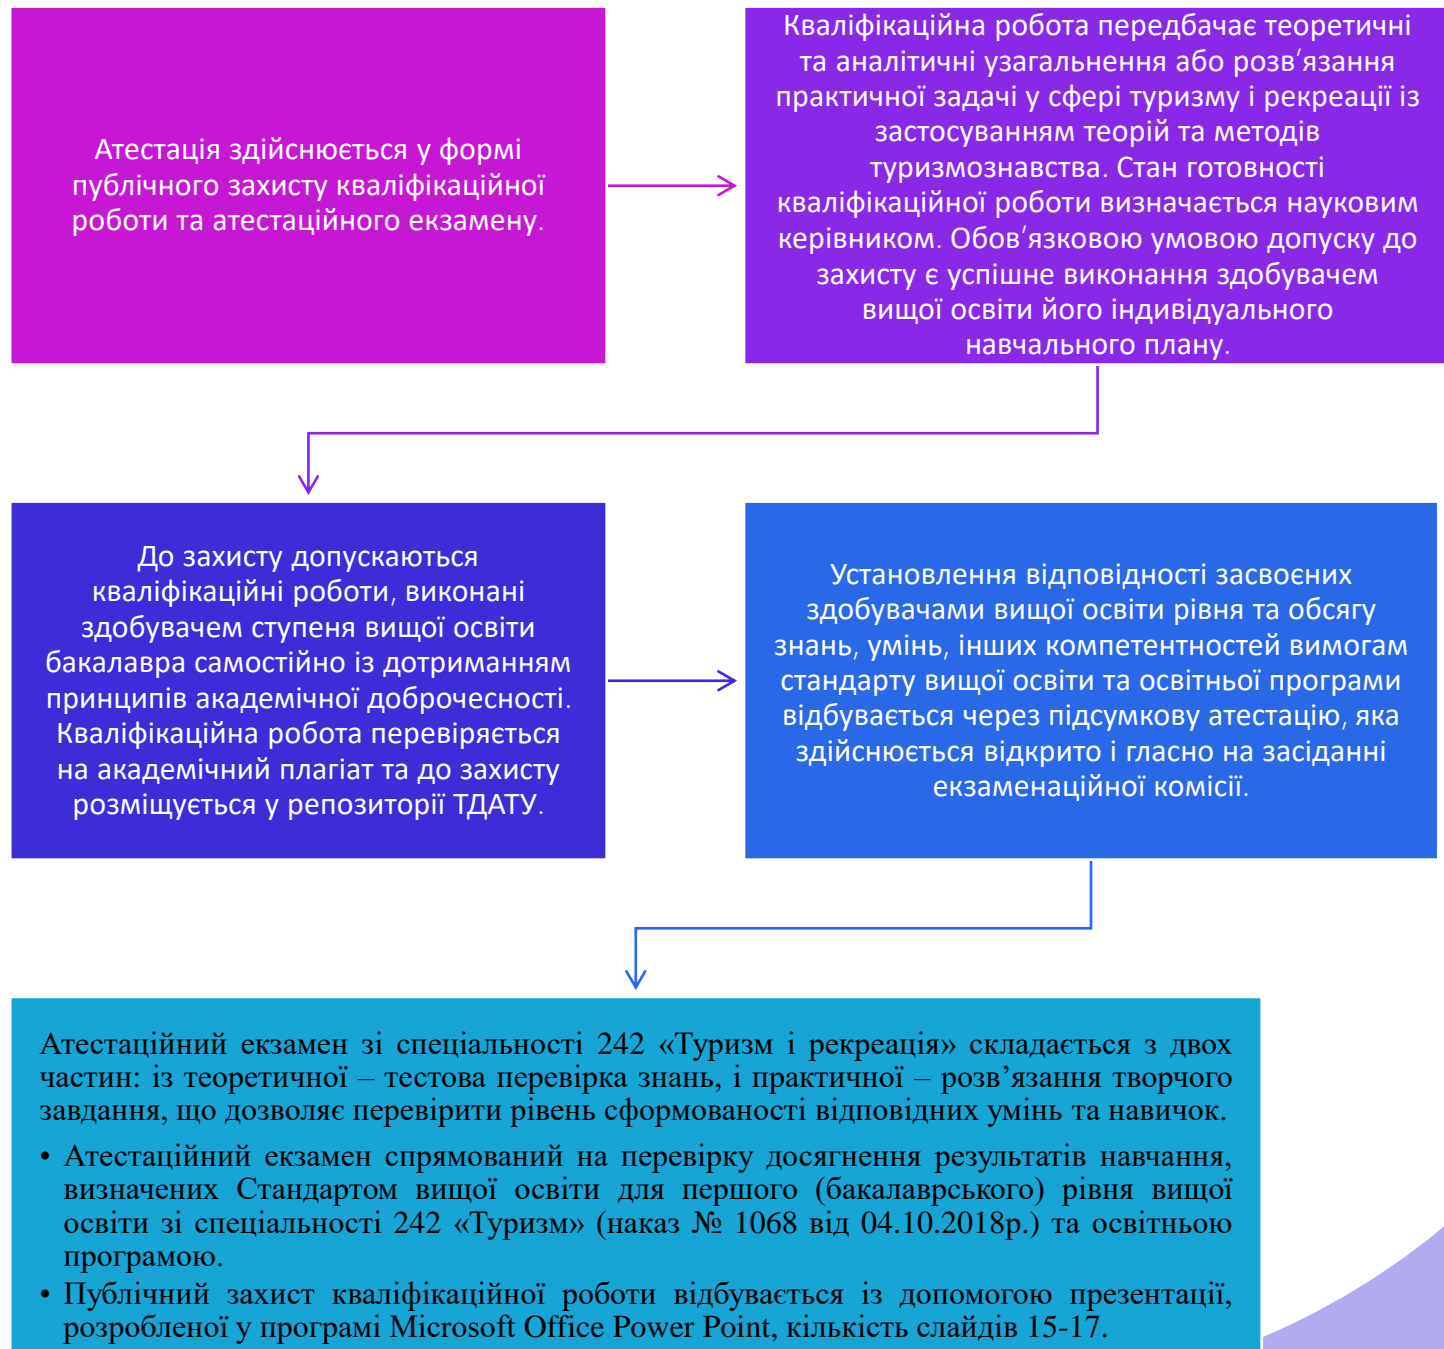 Атестація здійснюється у формі
публічного захисту кваліфікаційної
роботи та атестаційного екзамену.
Кваліфікаційна робота передбачає теоретичні
та аналітичні узагальнення або розв’язання
практичної задачі у сфері туризму і рекреації із
застосуванням теорій та методів
туризмознавства. Стан готовності
кваліфікаційної роботи визначається науковим
керівником. Обов’язковою умовою допуску до
захисту є успішне виконання здобувачем
вищої освіти його індивідуального
навчального плану.
До захисту допускаються
кваліфікаційні роботи, виконані
здобувачем ступеня вищої освіти
бакалавра самостійно із дотриманням
принципів академічної доброчесності.
Кваліфікаційна робота перевіряється
на академічний плагіат та до захисту
розміщується у репозиторії ТДАТУ.
Установлення відповідності засвоєних
здобувачами вищої освіти рівня та обсягу
знань, умінь, інших компетентностей вимогам
стандарту вищої освіти та освітньої програми
відбувається через підсумкову атестацію, яка
здійснюється відкрито і гласно на засіданні
екзаменаційної комісії.
Атестаційний екзамен зі спеціальності 242 «Туризм і рекреація» складається з двох
частин: із теоретичної – тестова перевірка знань, і практичної – розв’язання творчого
завдання, що дозволяє перевірити рівень сформованості відповідних умінь та навичок.
• Атестаційний екзамен спрямований на перевірку досягнення результатів навчання,
визначених Стандартом вищої освіти для першого (бакалаврського) рівня вищої
освіти зі спеціальності 242 «Туризм» (наказ № 1068 від 04.10.2018р.) та освітньою
програмою.
• Публічний захист кваліфікаційної роботи відбувається із допомогою презентації,
розробленої у програмі Microsoft Office Power Point, кількість слайдів 15-17.